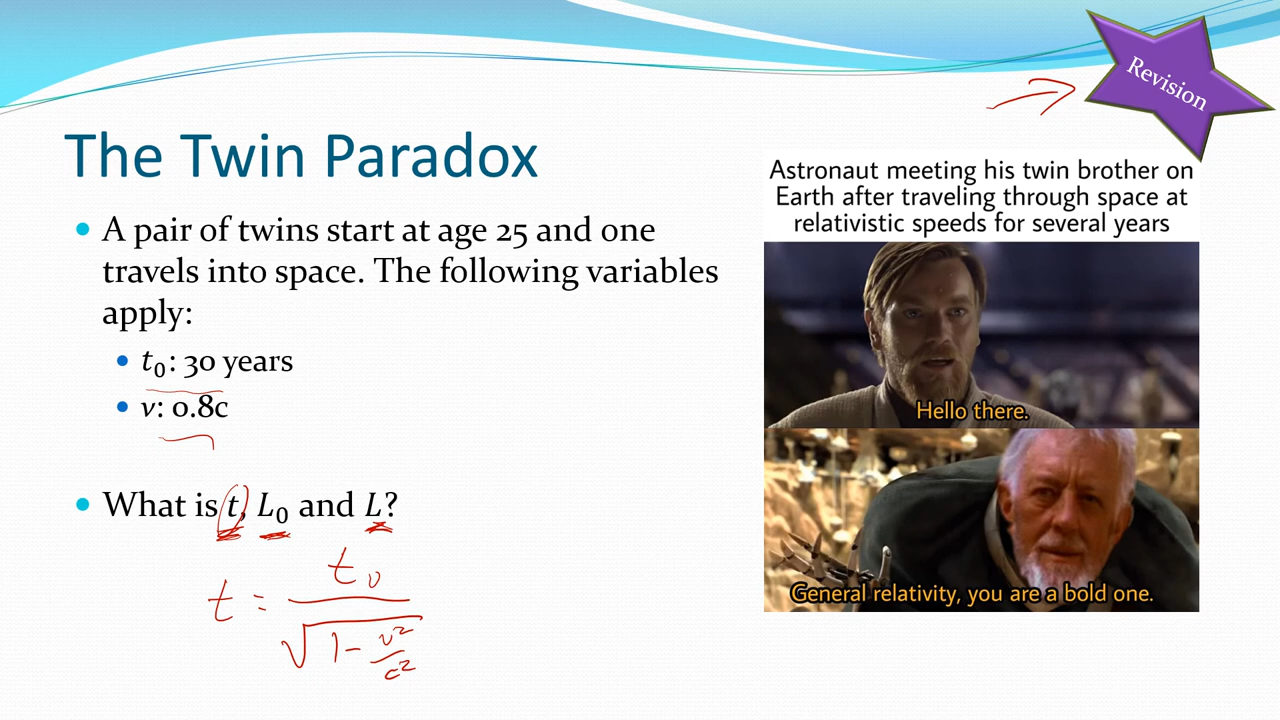 Revision
The Twin Paradox
• A pair of twins start at age 25 and one
travels into space. The following variables
apply:
• t₀: 30 years
• v: 0.8c
• What is t, L₀ and L?
t = t₀ / √(1 - v²/c²)
Astronaut meeting his twin brother on
Earth after traveling through space at
relativistic speeds for several years
Hello there.
General relativity, you are a bold one.